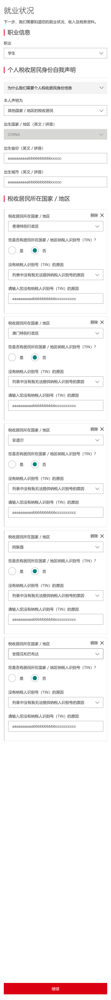 就业状况
下一步，我们需要知道您的就业状况、收入及税务资料。
职业信息
职业
学生
个人税收居民身份自我声明
为什么我们需要个人税收居民身份信息
本人声明为
其他国家 / 地区的税收居民
出生国家 / 地区（英文 / 拼音）
CHINA
出生省份（英文 / 拼音）
aaaaaaaaaabbbbbbbbbbccccc
出生城市（英文 / 拼音）
aaaaaaaaaabbbbbbbbbbccccc
税收居民所在国家 / 地区
税收居民所在国家 / 地区 删除
香港特别行政区
您是否有居民所在国家 / 地区纳税人识别号（TIN）？
是 否
没有纳税人识别号（TIN）的原因
列表中没有我无法提供纳税人识别号的原因
请输入您没有纳税人识别号（TIN）的原因
aaaaaaaaaabbbbbbbbbbcccccccccc
税收居民所在国家 / 地区 删除
澳门特别行政区
您是否有居民所在国家 / 地区纳税人识别号（TIN）？
是 否
没有纳税人识别号（TIN）的原因
列表中没有我无法提供纳税人识别号的原因
请输入您没有纳税人识别号（TIN）的原因
aaaaaaaaaabbbbbbbbbbcccccccccc
税收居民所在国家 / 地区 删除
安道尔
您是否有居民所在国家 / 地区纳税人识别号（TIN）？
是 否
没有纳税人识别号（TIN）的原因
列表中没有我无法提供纳税人识别号的原因
请输入您没有纳税人识别号（TIN）的原因
aaaaaaaaaabbbbbbbbbbcccccccccc
税收居民所在国家 / 地区 删除
阿联酋
您是否有居民所在国家 / 地区纳税人识别号（TIN）？
是 否
没有纳税人识别号（TIN）的原因
列表中没有我无法提供纳税人识别号的原因
请输入您没有纳税人识别号（TIN）的原因
aaaaaaaaaabbbbbbbbbbcccccccccc
税收居民所在国家 / 地区 删除
安提瓜和巴布达
您是否有居民所在国家 / 地区纳税人识别号（TIN）？
是 否
没有纳税人识别号（TIN）的原因
列表中没有我无法提供纳税人识别号的原因
请输入您没有纳税人识别号（TIN）的原因
aaaaaaaaaabbbbbbbbbbcccccccccc
继续